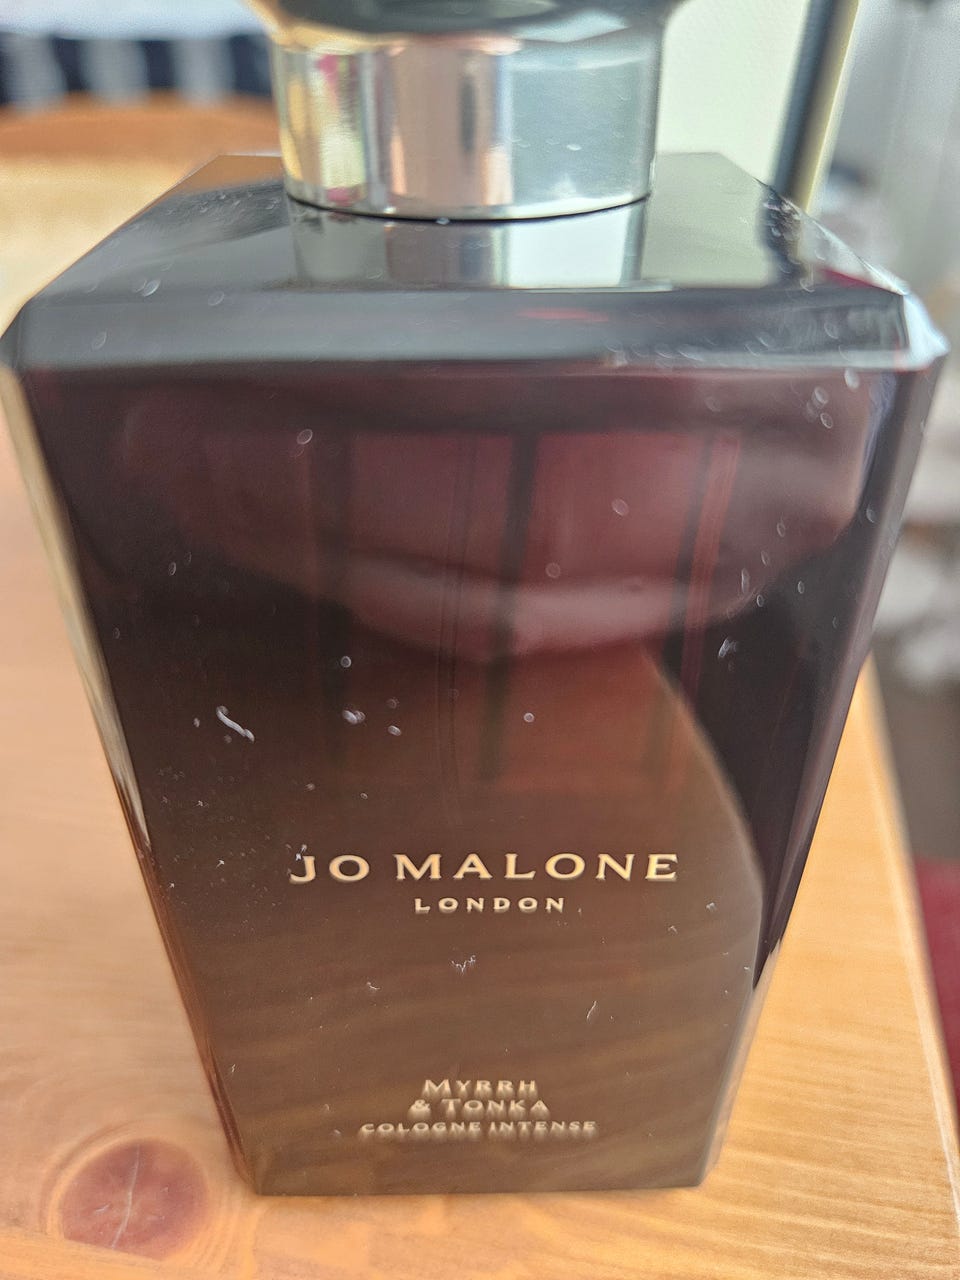 JO MALONE
LONDON
MYRRH
& TONKA
COLOGNE INTENSE